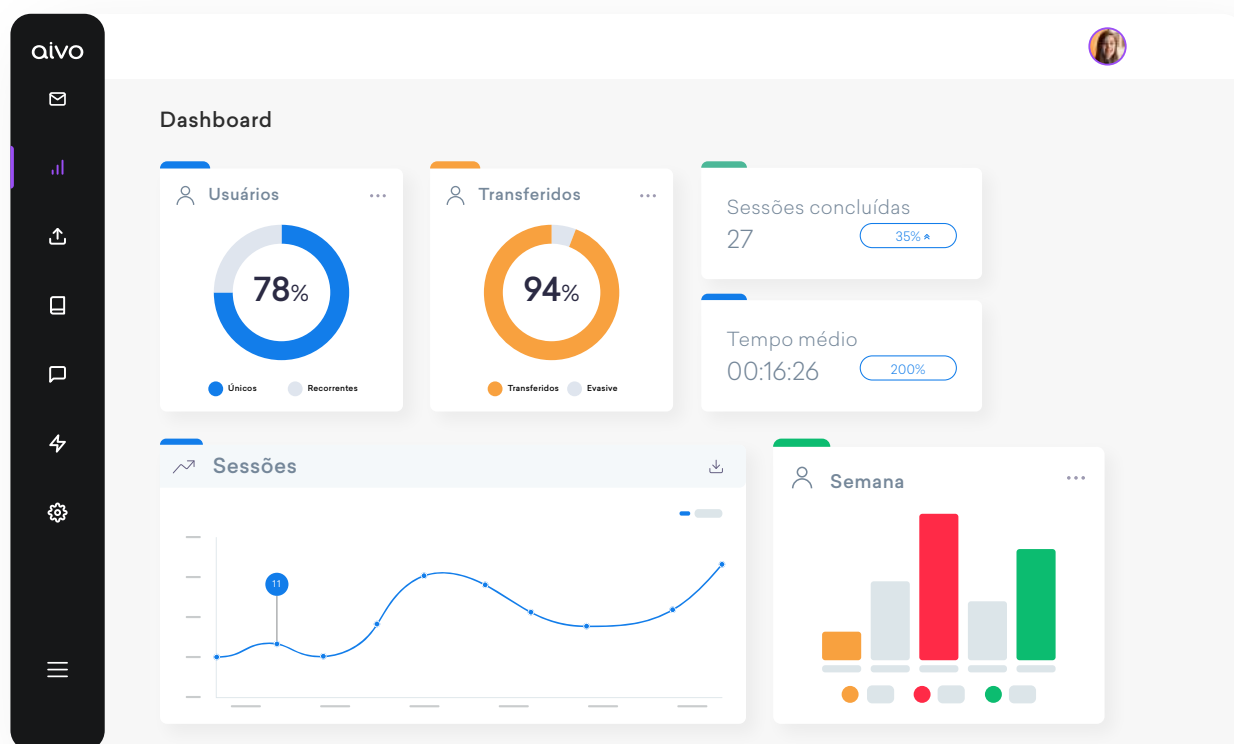 aivo
Dashboard
Usuários
78%
Únicos
Recorrentes
Transferidos
94%
Transferidos
Evasive
Sessões concluídas
27
35%
Tempo médio
00:16:26
200%
Sessões
11
Semana